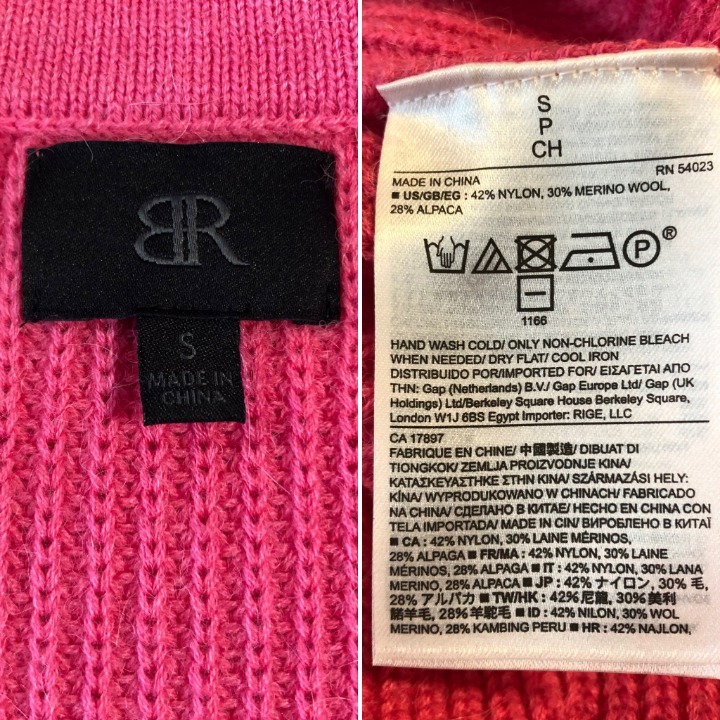 BR
S
MADE IN
CHINA
S
P
CH
RN 54023
MADE IN CHINA
■ US/GB/EG : 42% NYLON, 30% MERINO WOOL,
28% ALPACA
P®
1166
HAND WASH COLD/ ONLY NON-CHLORINE BLEACH
WHEN NEEDED/ DRY FLAT/ COOL IRON
DISTRIBUIDO POR/IMPORTED FOR/ ΕΙΣΑΓΕΤΑΙ ΑΠΟ
ΤΗΝ: Gap (Netherlands) B.V./ Gap Europe Ltd/ Gap (UK
Holdings) Ltd/Berkeley Square House Berkeley Square,
London W1J 6BS Egypt Importer: RIGE, LLC
CA 17897
FABRIQUE EN CHINE/ 中國製造/ DIBUAT DI
TIONGKOK/ ZEMLJA PROIZVODNJE KINA/
ΚΑΤΑΣΚΕΥΑΣΤΗΚΕ ΣΤΗΝ ΚΙΝΑ/ SZÁRMAZÁSI HELY:
KÍNA/ WYPRODUKOWANO W CHINACH/ FABRICADO
NA CHINA/ СДЕЛАНО В КИТАЕ/ HECHO EN CHINA CON
TELA IMPORTADA/ MADE IN CIN/ ВИРОБЛЕНО В КИТАЇ
■ CA : 42% NYLON, 30% LAINE MÉRINOS,
28% ALPAGA ■ FR/MA : 42% NYLON, 30% LAINE
MÉRINOS, 28% ALPAGA ■ IT : 42% NYLON, 30% LANA
MERINO, 28% ALPACA ■ JP : 42% ナイロン, 30% 毛,
28% アルパカ ■ TW/HK : 42% 尼龍, 30% 美利
諾羊毛, 28% 羊駝毛 ■ ID : 42% NILON, 30% WOL
MERINO, 28% KAMBING PERU ■ HR : 42% NAJLON,